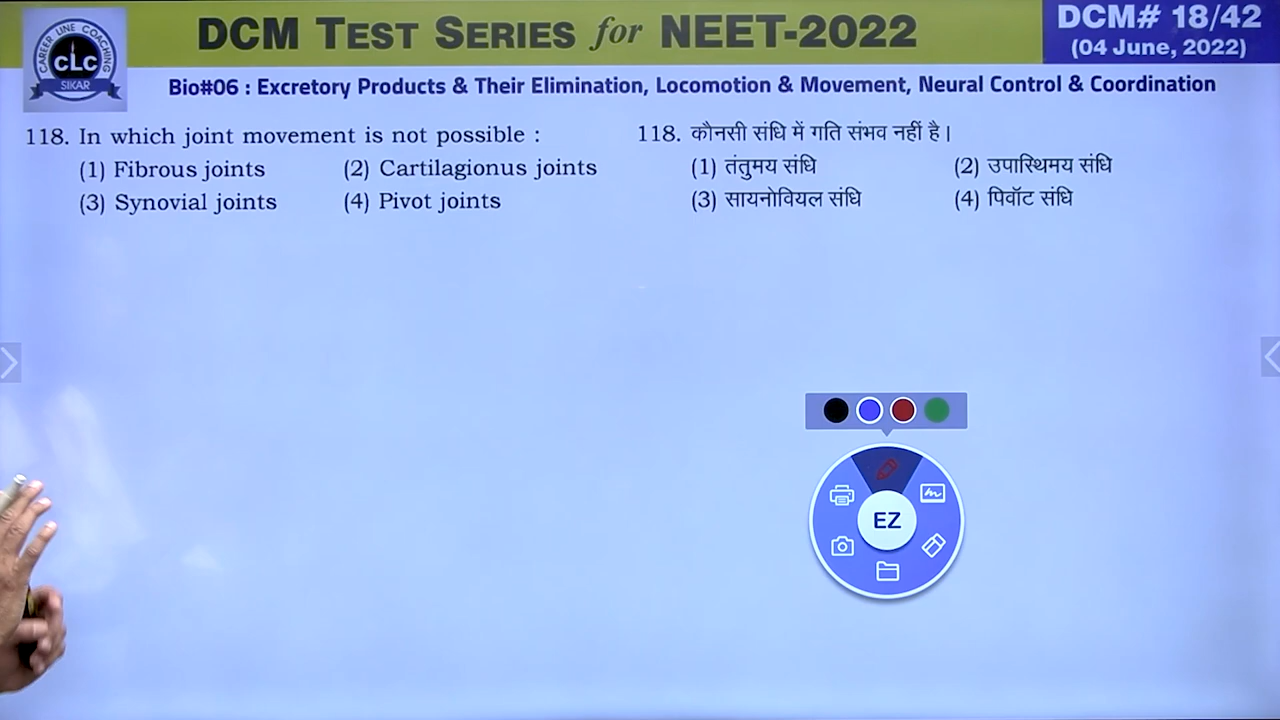 CAREER LINE COACHING
CLC
SIKAR
DCM TEST SERIES for NEET-2022
DCM# 18/42
(04 June, 2022)
Bio#06 : Excretory Products & Their Elimination, Locomotion & Movement, Neural Control & Coordination
118. In which joint movement is not possible :
(1) Fibrous joints (2) Cartilagionus joints
(3) Synovial joints (4) Pivot joints
118. कौनसी संधि में गति संभव नहीं है।
(1) तंतुमय संधि (2) उपास्थिमय संधि
(3) सायनोवियल संधि (4) पिवॉट संधि
EZ